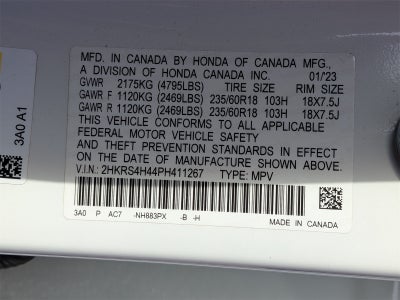 MFD. IN CANADA BY HONDA OF CANADA MFG.,
A DIVISION OF HONDA CANADA INC. 01/'23
GVWR 2175KG (4795LBS) TIRE SIZE RIM SIZE
GAWR F 1120KG (2469LBS) 235/60R18 103H 18X7.5J
GAWR R 1120KG (2469LBS) 235/60R18 103H 18X7.5J
THIS VEHICLE CONFORMS TO ALL APPLICABLE
FEDERAL MOTOR VEHICLE SAFETY
AND THEFT PREVENTION STANDARDS IN EFFECT
ON THE DATE OF MANUFACTURE SHOWN ABOVE.
V.I.N.: 2HKRS4H44PH411267 TYPE: MPV
3A0 P AC7 -NH883PX -B -H
MADE IN CANADA
3A0 A1